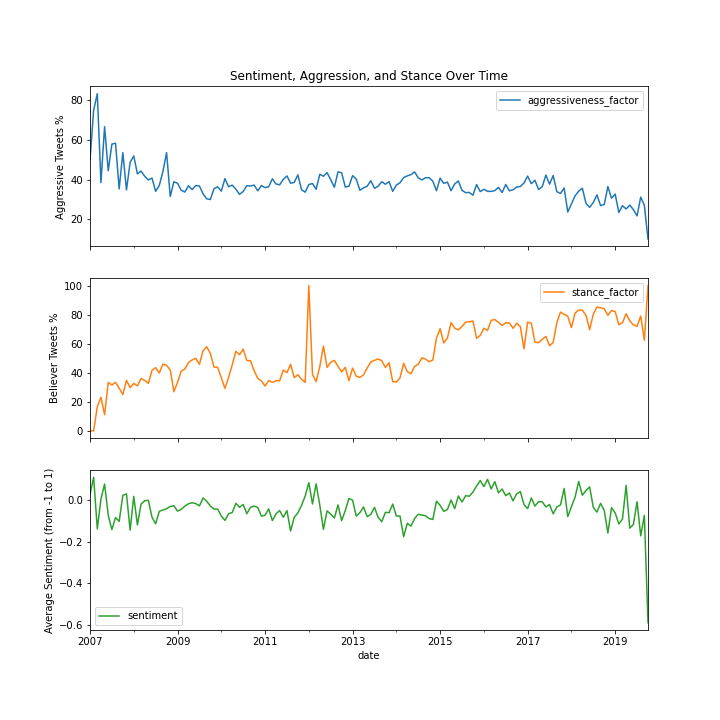 Sentiment, Aggression, and Stance Over Time
Aggressive Tweets %
80
60
40
20
aggressiveness_factor
Believer Tweets %
100
80
60
40
20
0
stance_factor
Average Sentiment (from -1 to 1)
0.0
−0.2
−0.4
−0.6
sentiment
2007 2009 2011 2013 2015 2017 2019
date